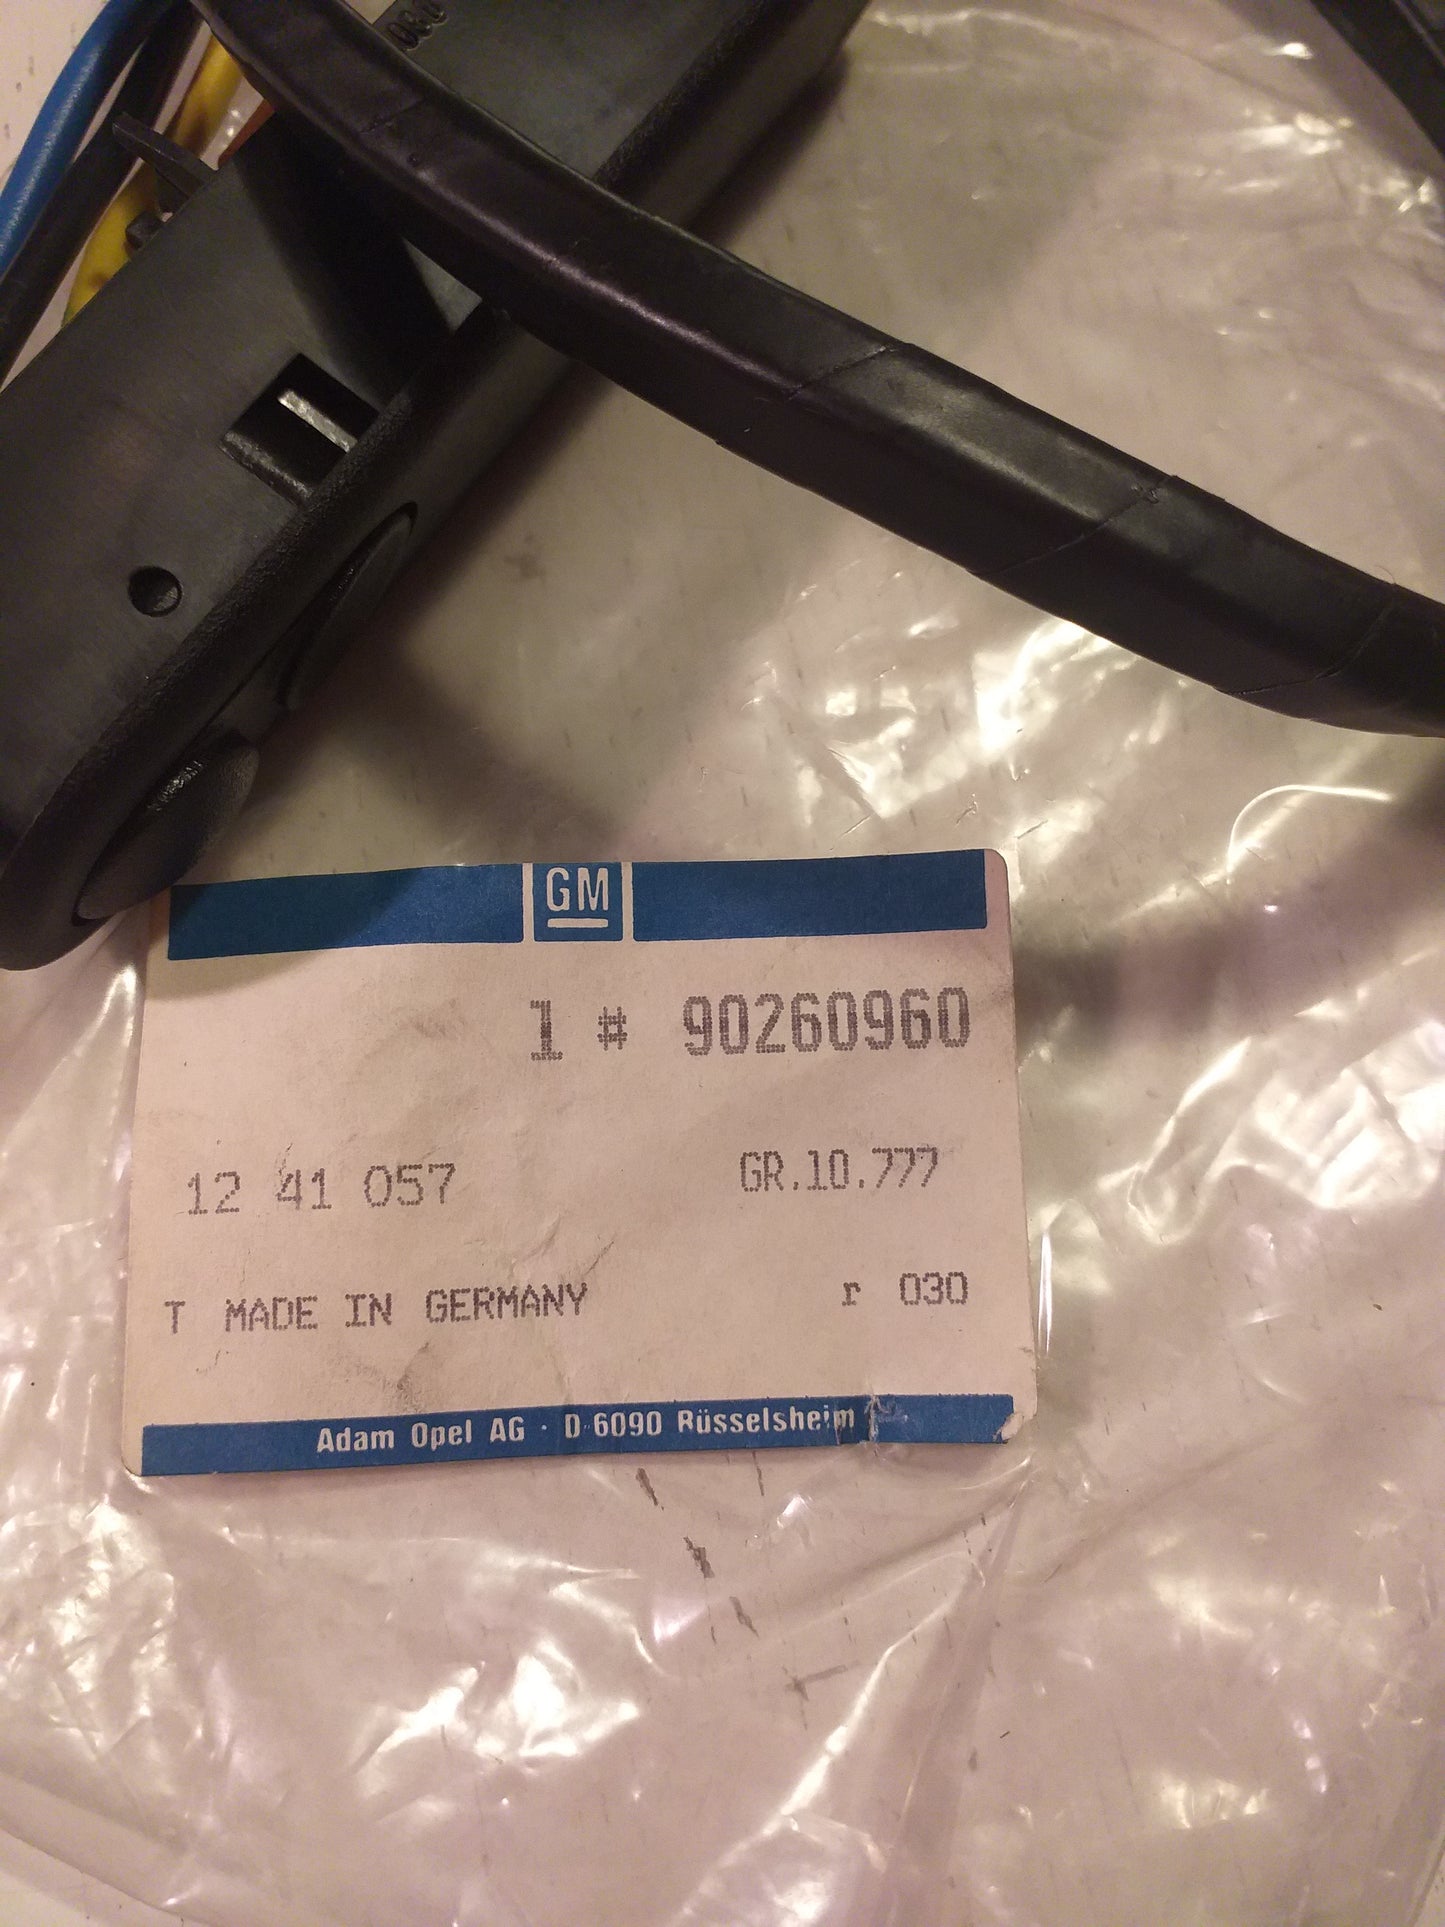 GM
1 # 90260960
12 41 057 GR.10.777
T MADE IN GERMANY r 030
Adam Opel AG · D-6090 Rüsselsheim